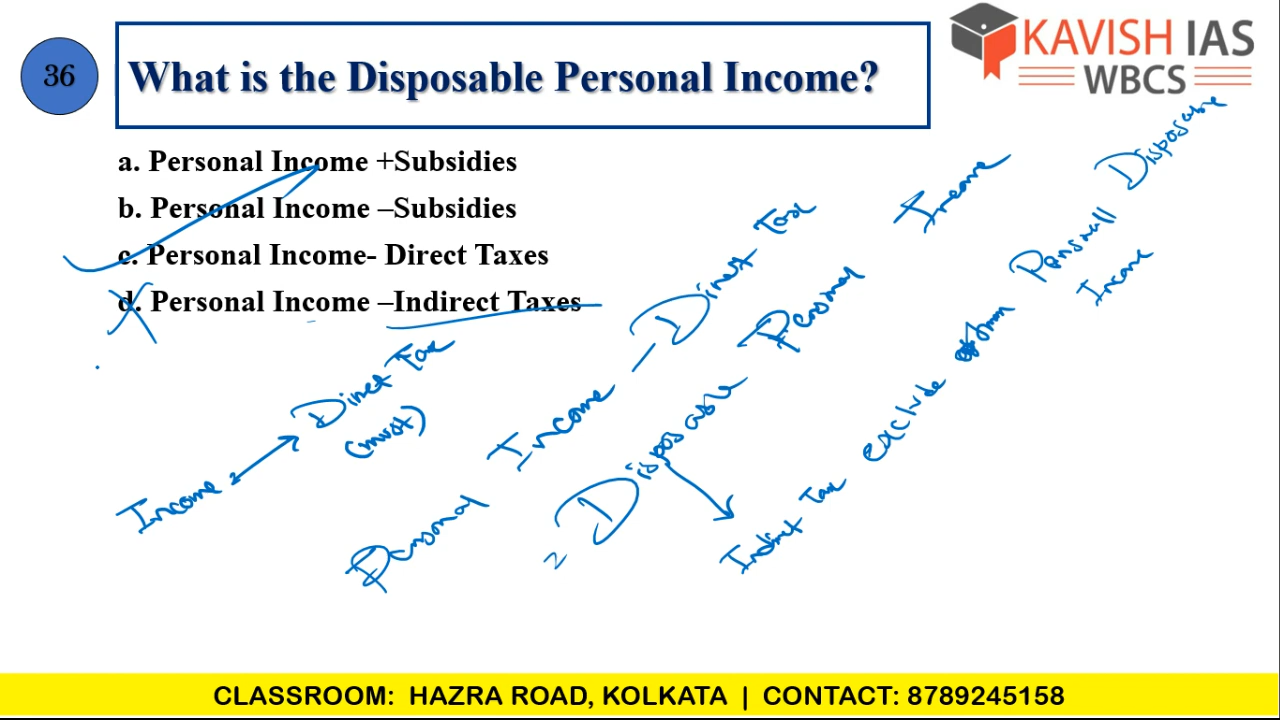 36
What is the Disposable Personal Income?
KAVISH IAS
WBCS
a. Personal Income +Subsidies
b. Personal Income –Subsidies
c. Personal Income- Direct Taxes
d. Personal Income –Indirect Taxes
Income
Direct Tax
(must)
Personal Income – Direct Tax
= Disposable Personal Income
Indirect Tax exclude from Personall Disposable
Income
CLASSROOM: HAZRA ROAD, KOLKATA | CONTACT: 8789245158